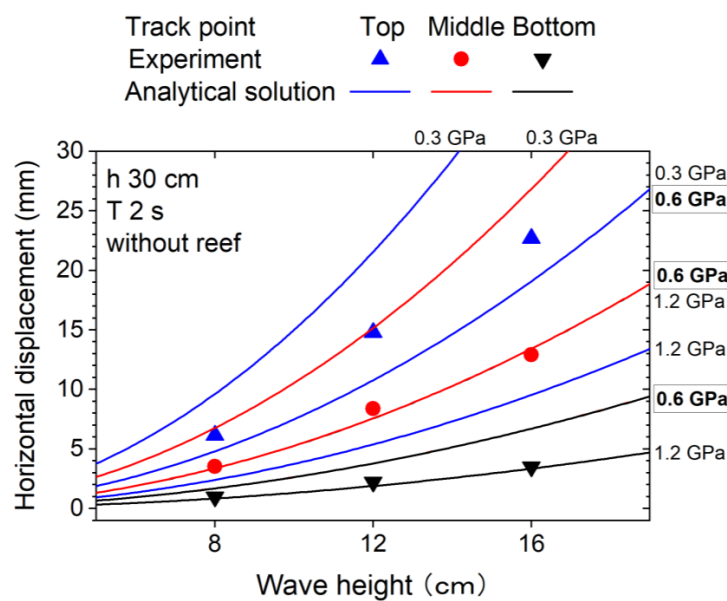 Track point Top Middle Bottom
Experiment
Analytical solution
0.3 GPa 0.3 GPa
30
25
20
15
10
5
0
Horizontal displacement (mm)
h 30 cm
T 2 s
without reef
0.3 GPa
0.6 GPa
0.6 GPa
1.2 GPa
1.2 GPa
0.6 GPa
1.2 GPa
8 12 16
Wave height (cm)